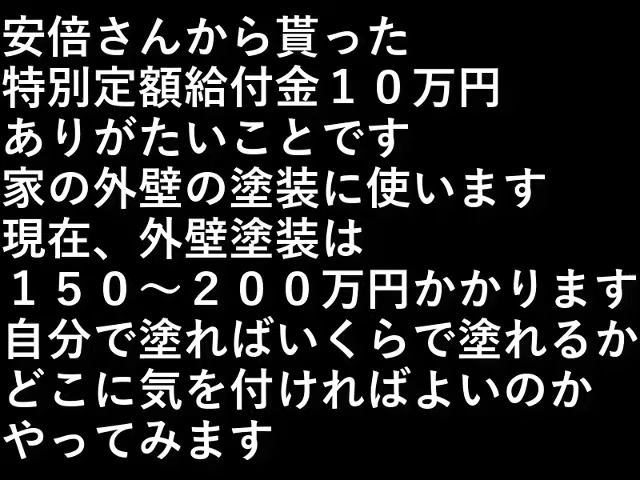 安倍さんから貰った
特別定額給付金１０万円
ありがたいことです
家の外壁の塗装に使います
現在、外壁塗装は
１５０～２００万円かかります
自分で塗ればいくらで塗れるか
どこに気を付ければよいのか
やってみます